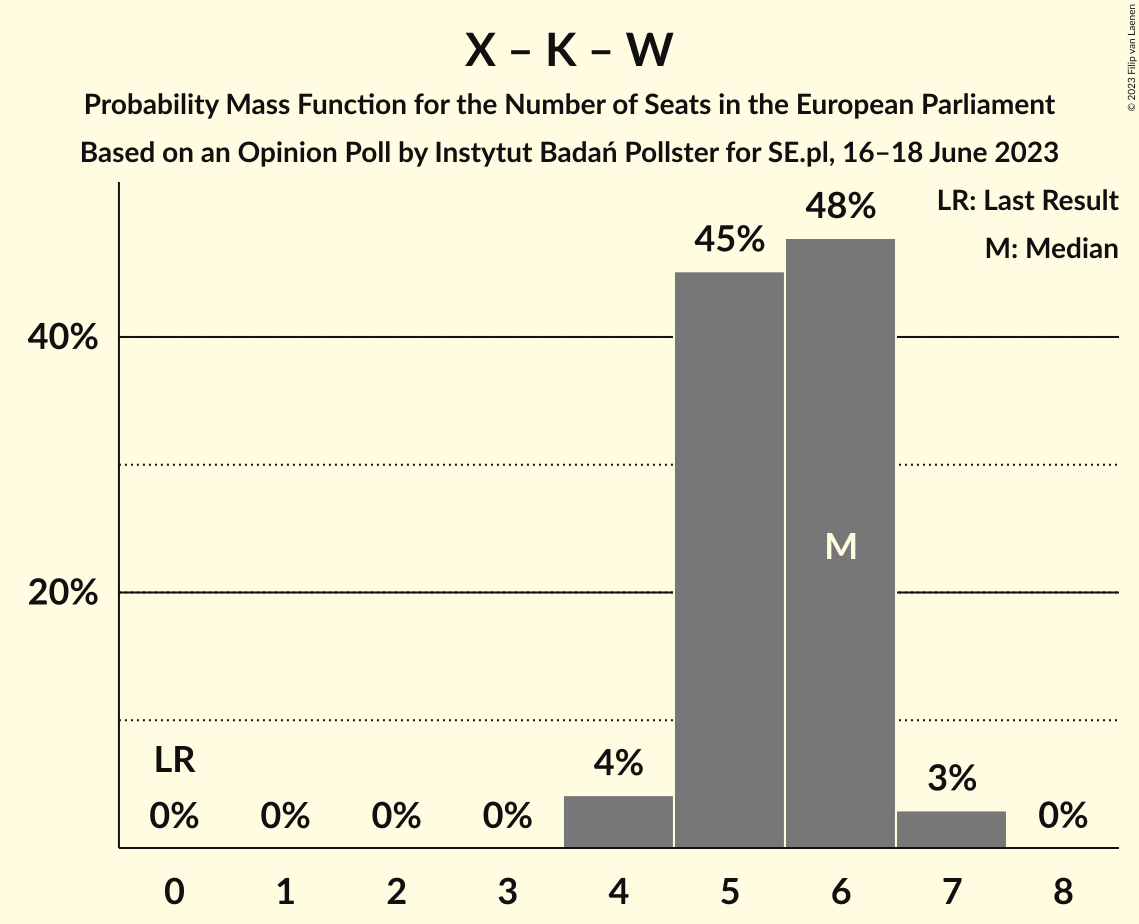 X – K – W
Probability Mass Function for the Number of Seats in the European Parliament
Based on an Opinion Poll by Instytut Badań Pollster for SE.pl, 16–18 June 2023
© 2023 Filip van Laenen
LR: Last Result
M: Median
48%
45%
40%
M
20%
LR
4%
3%
0% 0% 0% 0% 0%
0 1 2 3 4 5 6 7 8